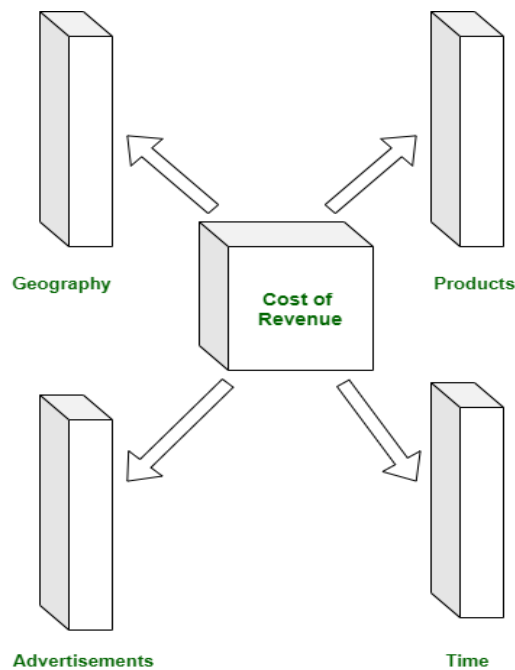 Geography
Products
Cost of
Revenue
Advertisements
Time